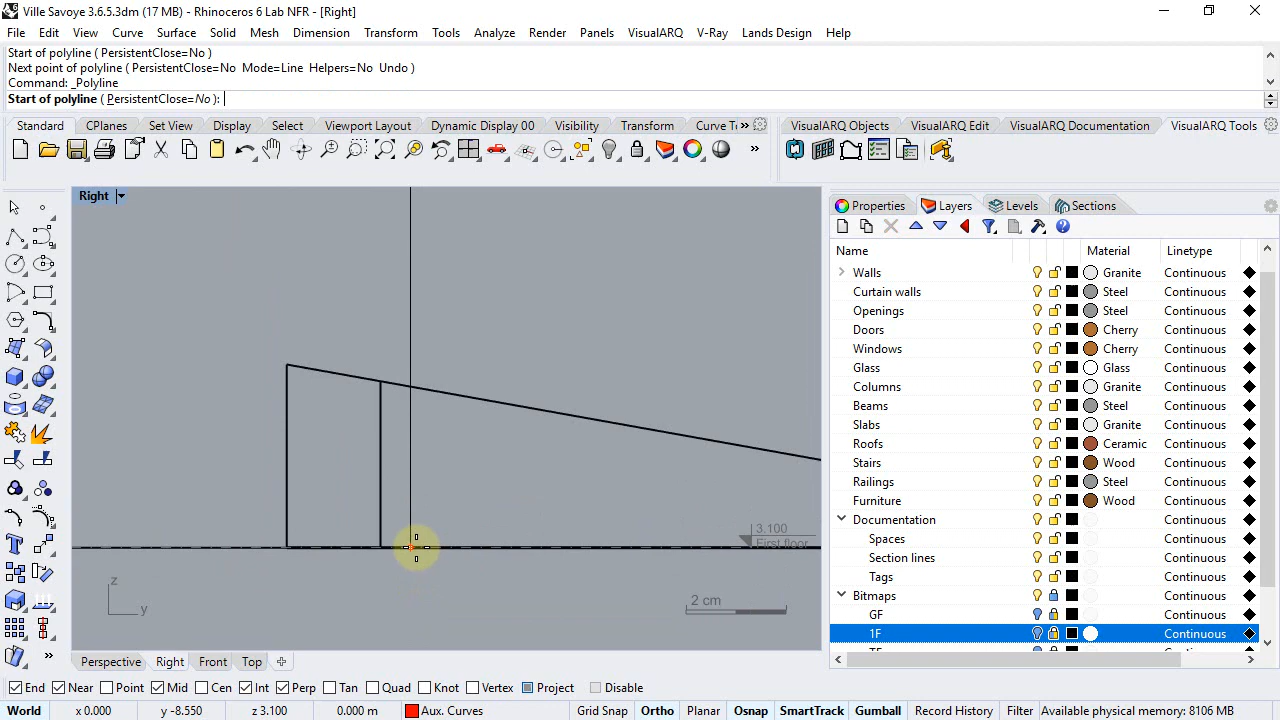 Ville Savoye 3.6.5.3dm (17 MB) - Rhinoceros 6 Lab NFR - [Right]
File Edit View Curve Surface Solid Mesh Dimension Transform Tools Analyze Render Panels VisualARQ V-Ray Lands Design Help
Start of polyline ( PersistentClose=No )
Next point of polyline ( PersistentClose=No Mode=Line Helpers=No Undo )
Command: _Polyline
Start of polyline ( PersistentClose=No ):
Standard CPlanes Set View Display Select Viewport Layout Dynamic Display 00 Visibility Transform Curve To
VisualARQ Objects VisualARQ Edit VisualARQ Documentation VisualARQ Tools
Right
Properties Layers Levels Sections
Name Material Linetype
Walls Granite Continuous
Curtain walls Steel Continuous
Openings Steel Continuous
Doors Cherry Continuous
Windows Cherry Continuous
Glass Glass Continuous
Columns Granite Continuous
Beams Steel Continuous
Slabs Granite Continuous
Roofs Ceramic Continuous
Stairs Wood Continuous
Railings Steel Continuous
Furniture Wood Continuous
Documentation Continuous
Spaces Continuous
Section lines Continuous
Tags Continuous
Bitmaps Continuous
GF Continuous
1F Continuous
3.100
First floor
z
y
2 cm
Perspective Right Front Top
End Near Point Mid Cen Int Perp Tan Quad Knot Vertex Project Disable
World x 0.000 y -8.550 z 3.100 0.000 m Aux. Curves Grid Snap Ortho Planar Osnap SmartTrack Gumball Record History Filter Available physical memory: 8106 MB